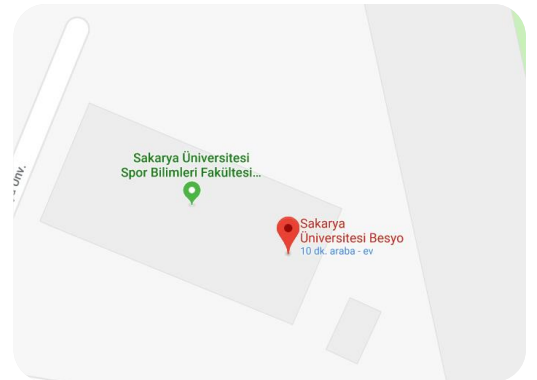 Sakarya Üniversitesi
Spor Bilimleri Fakültesi...
Sakarya
Üniversitesi Besyo
10 dk. araba - ev